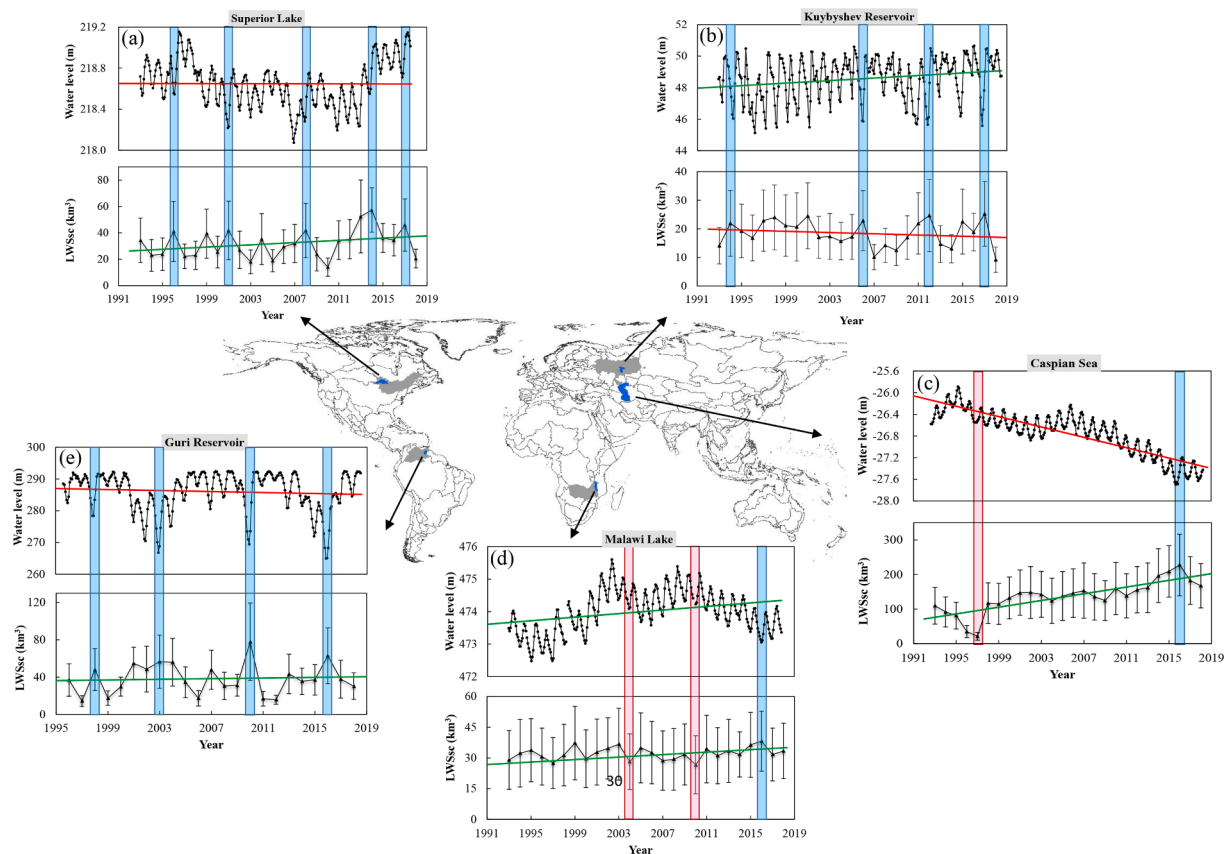 Superior Lake
(a)
Water level (m)
219.2
218.8
218.4
218.0
LWSsc (km³)
80
60
40
20
0
1991 1995 1999 2003 2007 2011 2015 2019
Year
Kuybyshev Reservoir
(b)
Water level (m)
52
50
48
46
44
LWSsc (km³)
40
30
20
10
0
1991 1995 1999 2003 2007 2011 2015 2019
Year
Caspian Sea
(c)
Water level (m)
-25.6
-26.0
-26.4
-26.8
-27.2
-27.6
-28.0
LWSsc (km³)
300
200
100
0
1991 1995 1999 2003 2007 2011 2015 2019
Year
Guri Reservoir
(e)
Water level (m)
300
290
280
270
260
LWSsc (km³)
120
80
40
0
1995 1999 2003 2007 2011 2015 2019
Year
Malawi Lake
(d)
Water level (m)
476
475
474
473
472
LWSsc (km³)
60
45
30
15
0
30
1991 1995 1999 2003 2007 2011 2015 2019
Year